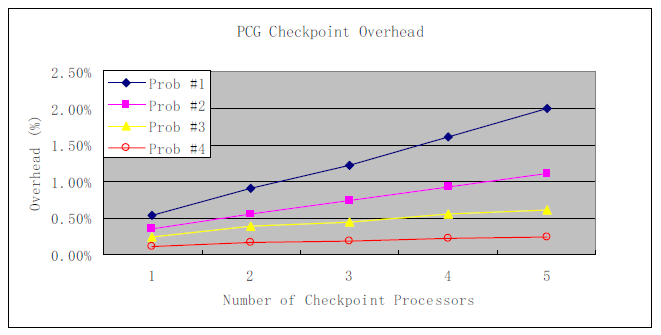 PCG Checkpoint Overhead
2.50%
2.00%
1.50%
1.00%
0.50%
0.00%
Overhead (%)
Prob #1
Prob #2
Prob #3
Prob #4
1 2 3 4 5
Number of Checkpoint Processors